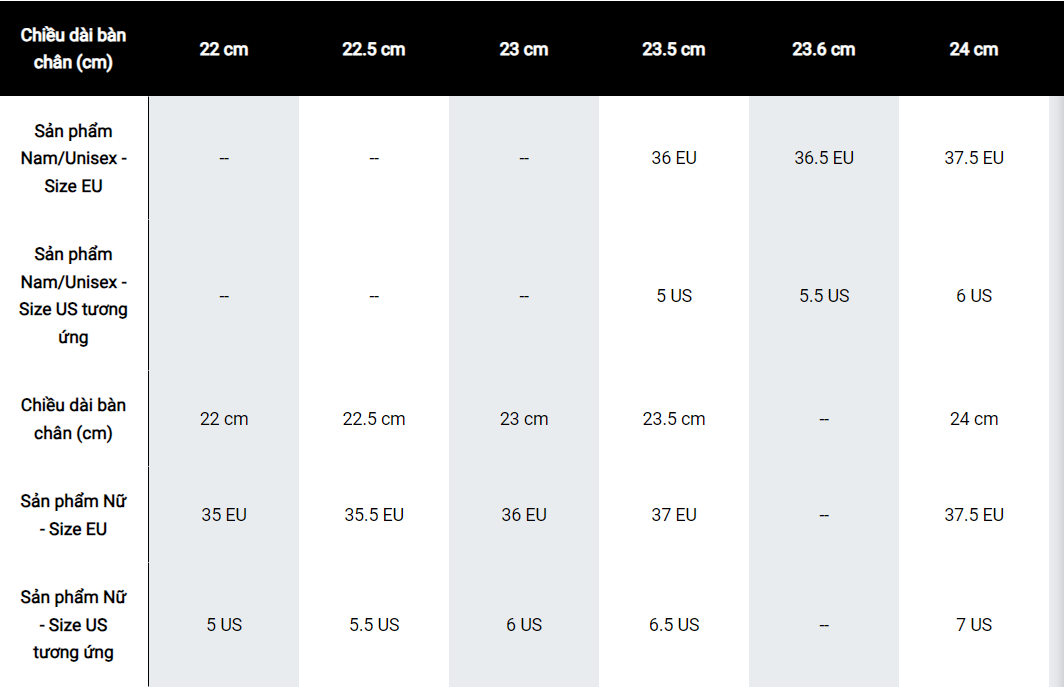 Chiều dài bàn chân (cm) 22 cm 22.5 cm 23 cm 23.5 cm 23.6 cm 24 cm
Sản phẩm Nam/Unisex - Size EU -- -- -- 36 EU 36.5 EU 37.5 EU
Sản phẩm Nam/Unisex - Size US tương ứng -- -- -- 5 US 5.5 US 6 US
Chiều dài bàn chân (cm) 22 cm 22.5 cm 23 cm 23.5 cm -- 24 cm
Sản phẩm Nữ - Size EU 35 EU 35.5 EU 36 EU 37 EU -- 37.5 EU
Sản phẩm Nữ - Size US tương ứng 5 US 5.5 US 6 US 6.5 US -- 7 US